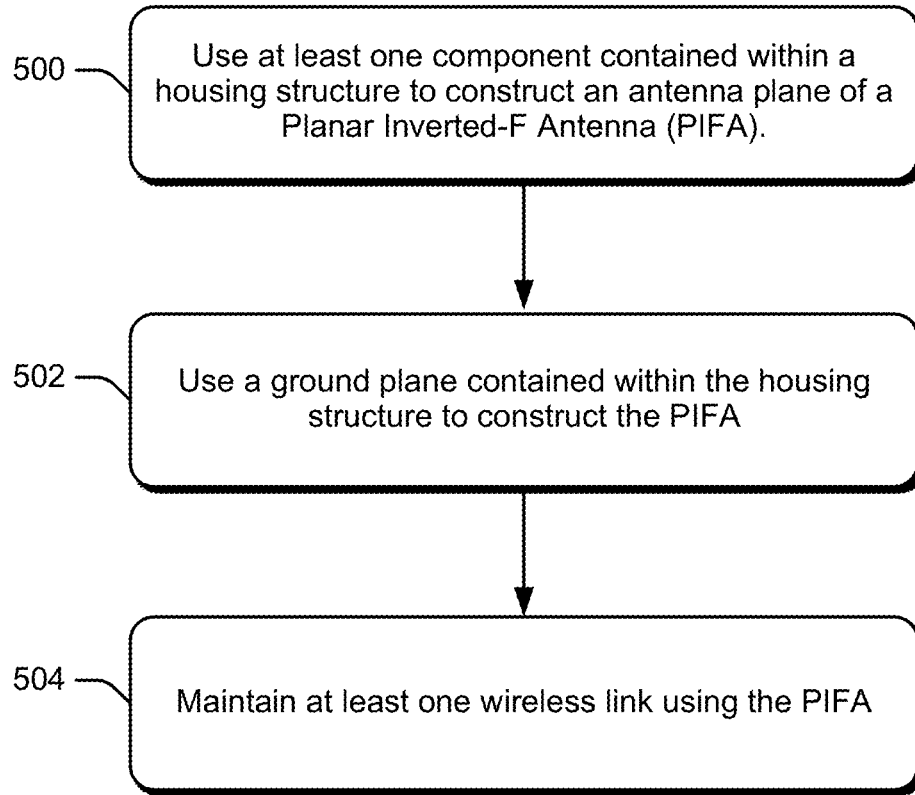 500
Use at least one component contained within a
housing structure to construct an antenna plane of a
Planar Inverted-F Antenna (PIFA).
502
Use a ground plane contained within the housing
structure to construct the PIFA
504
Maintain at least one wireless link using the PIFA